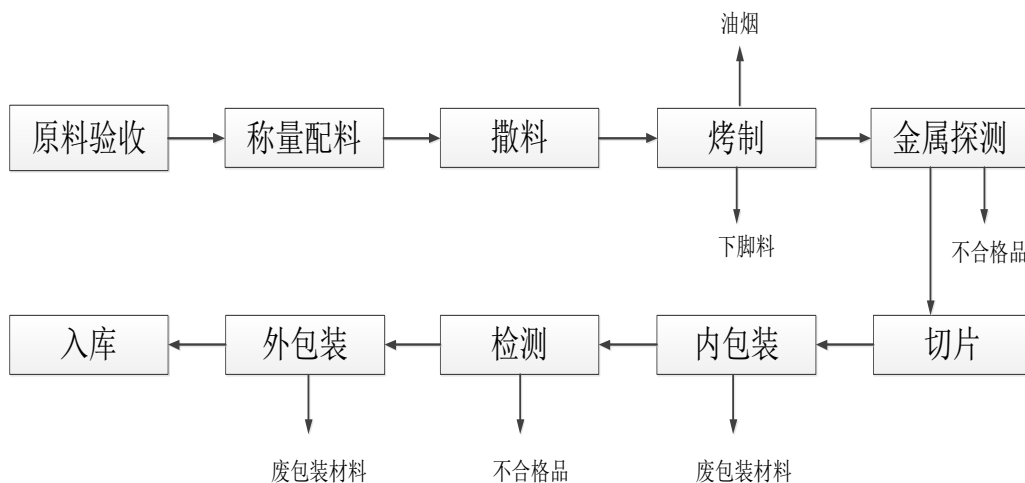 油烟
原料验收
称量配料
撒料
烤制
金属探测
下脚料
不合格品
入库
外包装
检测
内包装
切片
废包装材料
不合格品
废包装材料